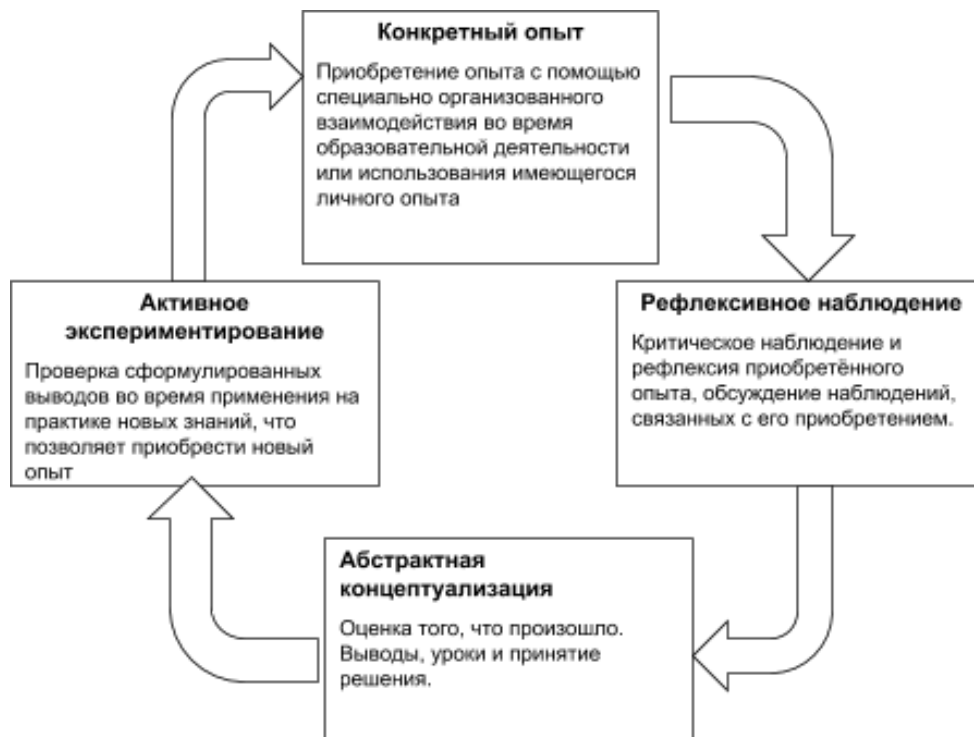 Конкретный опыт
Приобретение опыта с помощью
специально организованного
взаимодействия во время
образовательной деятельности
или использования имеющегося
личного опыта
Рефлексивное наблюдение
Критическое наблюдение и
рефлексия приобретённого
опыта, обсуждение наблюдений,
связанных с его приобретением.
Абстрактная
концептуализация
Оценка того, что произошло.
Выводы, уроки и принятие
решения.
Активное
экспериментирование
Проверка сформулированных
выводов во время применения на
практике новых знаний, что
позволяет приобрести новый
опыт